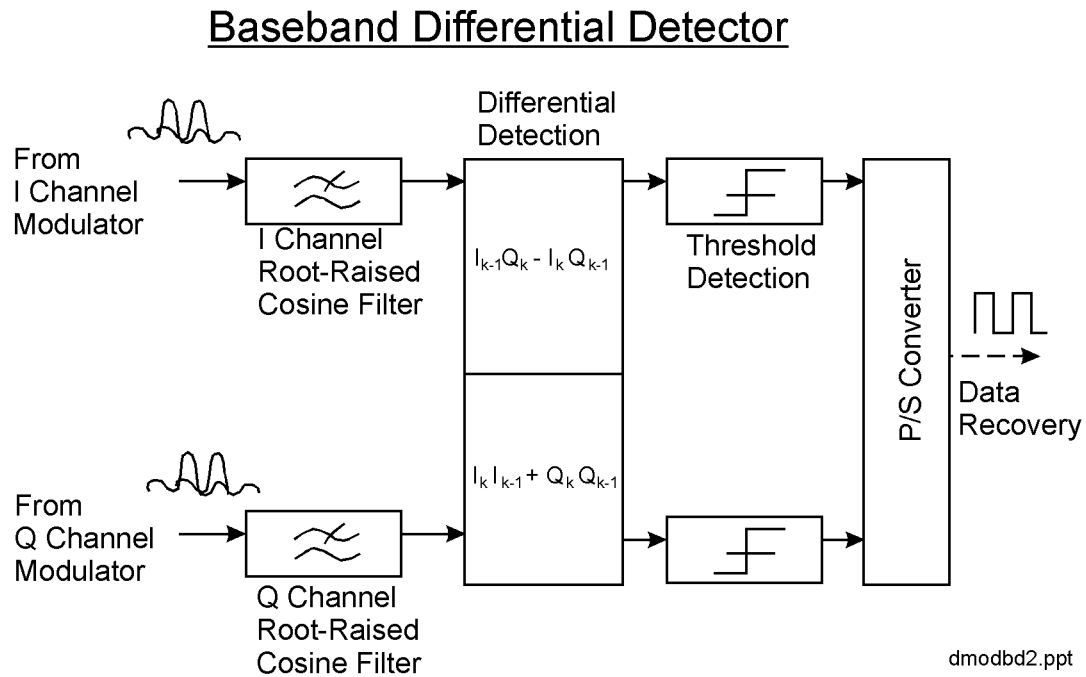 Baseband Differential Detector
Differential
Detection
From
I Channel
Modulator
I Channel
Root-Raised
Cosine Filter
Iₖ₋₁Qₖ - Iₖ Qₖ₋₁
Threshold
Detection
P/S Converter
Data
Recovery
Iₖ Iₖ₋₁ + Qₖ Qₖ₋₁
From
Q Channel
Modulator
Q Channel
Root-Raised
Cosine Filter
dmodbd2.ppt